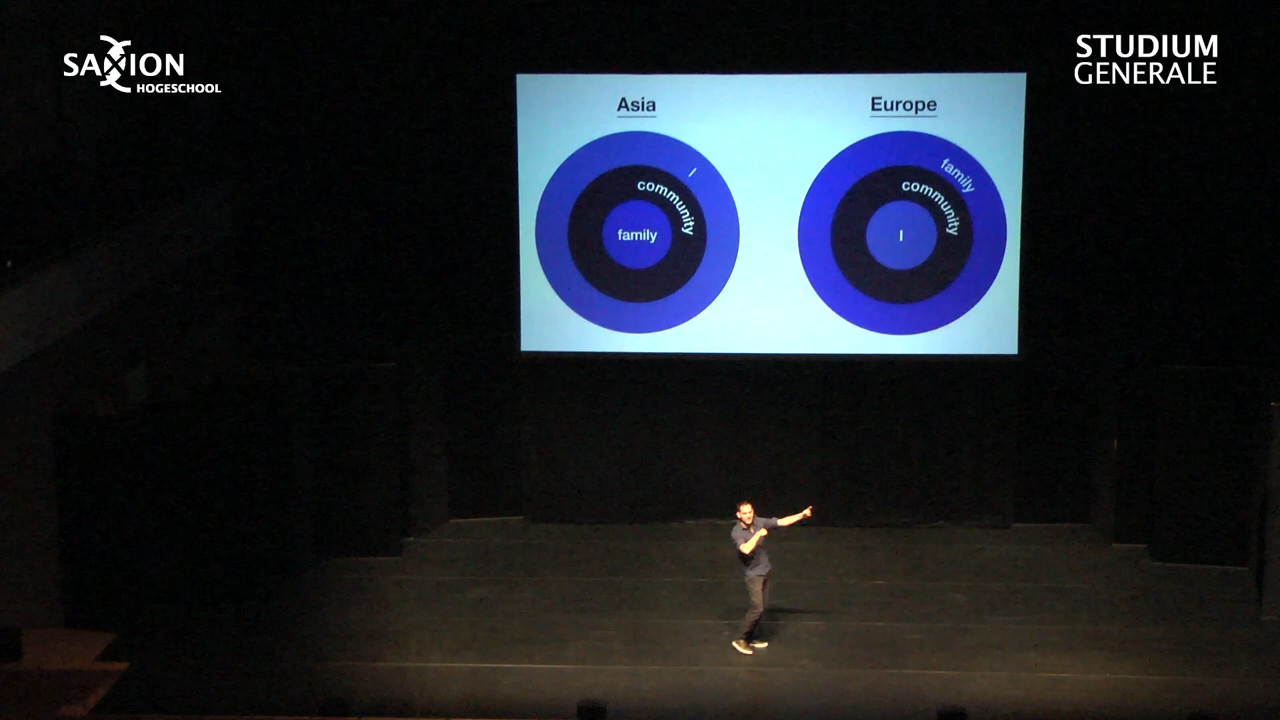 SAXION
HOGESCHOOL
STUDIUM
GENERALE
Asia
I
community
family
Europe
family
community
I